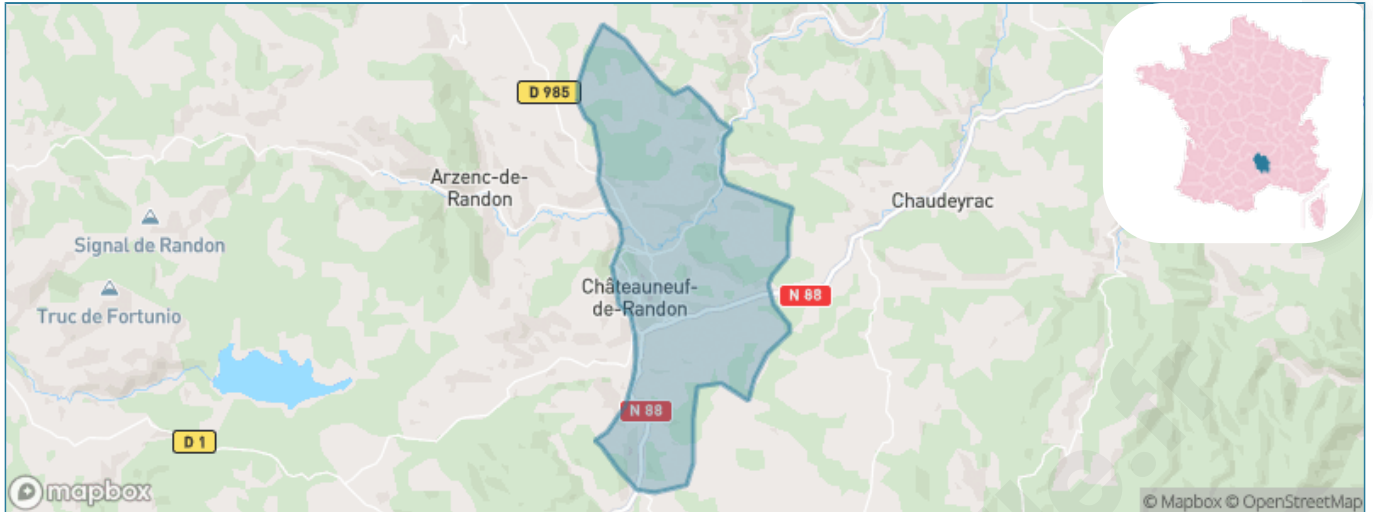 D 985
Arzenc-de-
Randon
Chaudeyrac
Signal de Randon
Châteauneuf-
de-Randon
N 88
Truc de Fortunio
N 88
D 1
mapbox
© Mapbox © OpenStreetMap